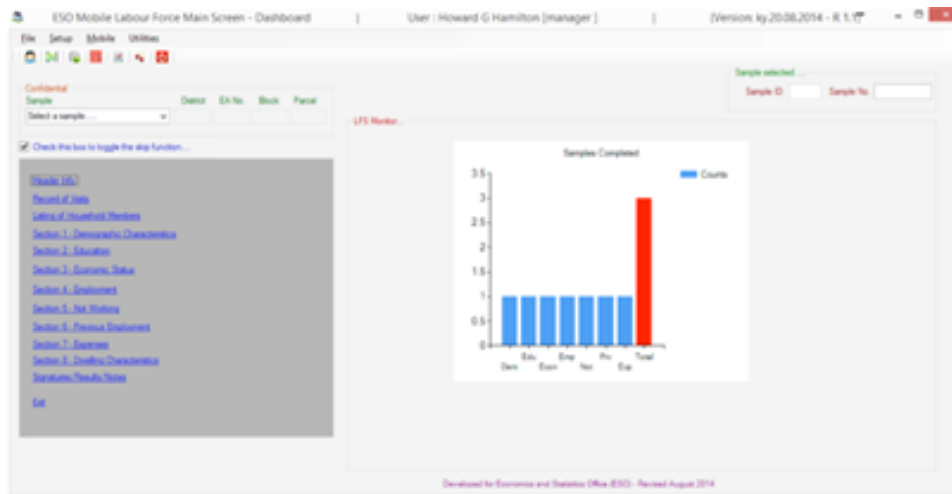 ESO Mobile Labour Force Main Screen - Dashboard | User : Howard G Hamilton [manager ] | [Version: ky.20.08.2014 - R 1.1]
File Setup Mobile Utilities
Confidential
Sample District EA No. Block Parcel
Select a sample ...
Sample selected ...
Sample ID Sample No.
Check this box to toggle the skip function ...
Header Info
Record of Visits
Listing of Household Members
Section 1 - Demographic Characteristics
Section 2 - Education
Section 3 - Economic Status
Section 4 - Employment
Section 5 - Not Working
Section 6 - Previous Employment
Section 7 - Expenses
Section 8 - Dwelling Characteristics
Signatures/Results/Notes
Exit
LFS Monitor ...
Samples Completed
Counts
3.5
3
2.5
2
1.5
1
0.5
0
Dem Edu Econ Emp Not Prv Exp Total
Developed for Economics and Statistics Office (ESO) - Revised August 2014